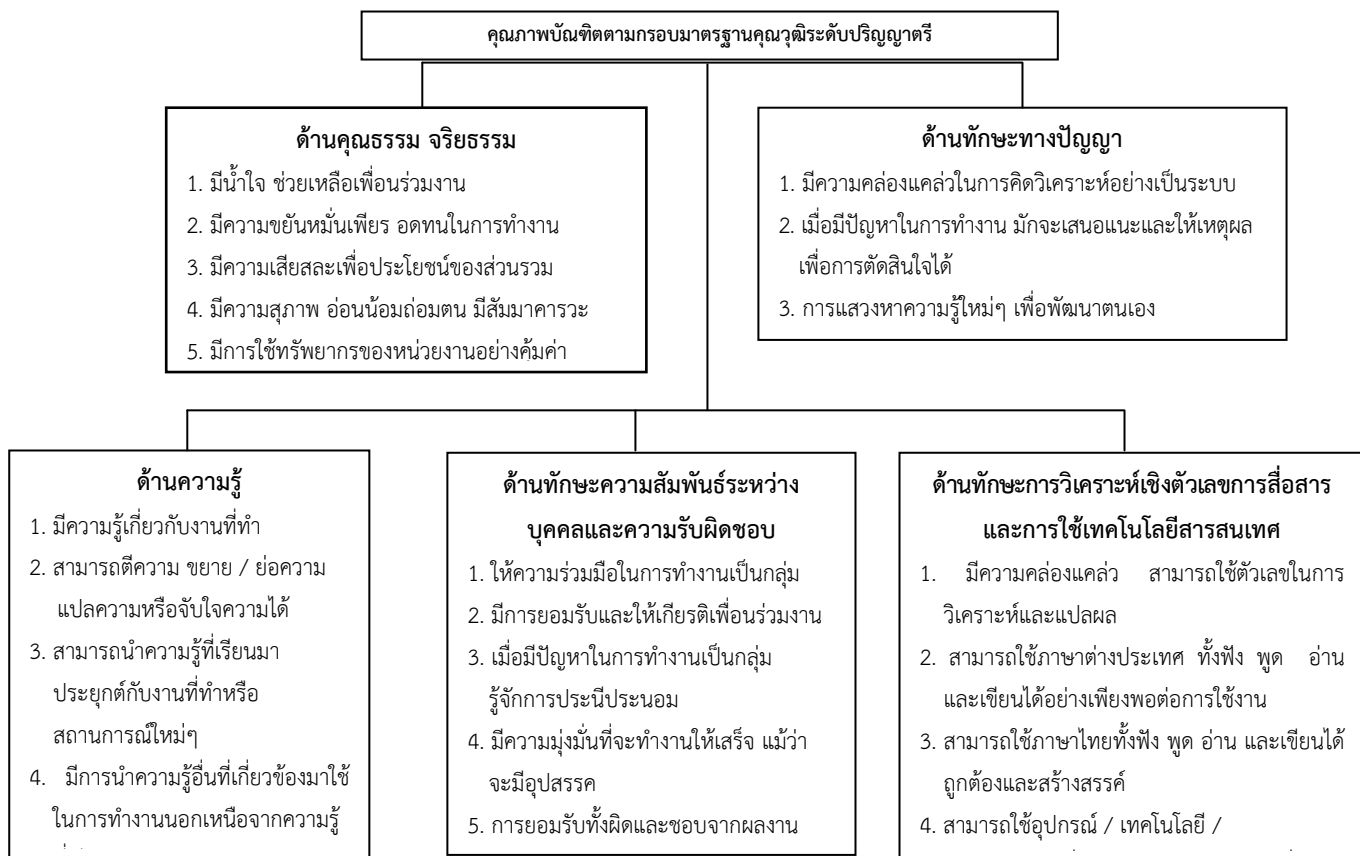 คุณภาพบัณฑิตตามกรอบมาตรฐานคุณวุฒิระดับปริญญาตรี
ด้านคุณธรรม จริยธรรม
1. มีน้ำใจ ช่วยเหลือเพื่อนร่วมงาน
2. มีความขยันหมั่นเพียร อดทนในการทำงาน
3. มีความเสียสละเพื่อประโยชน์ของส่วนรวม
4. มีความสุภาพ อ่อนน้อมถ่อมตน มีสัมมาคารวะ
5. มีการใช้ทรัพยากรของหน่วยงานอย่างคุ้มค่า
ด้านทักษะทางปัญญา
1. มีความคล่องแคล่วในการคิดวิเคราะห์อย่างเป็นระบบ
2. เมื่อมีปัญหาในการทำงาน มักจะเสนอแนะและให้เหตุผล
เพื่อการตัดสินใจได้
3. การแสวงหาความรู้ใหม่ๆ เพื่อพัฒนาตนเอง
ด้านความรู้
1. มีความรู้เกี่ยวกับงานที่ทำ
2. สามารถตีความ ขยาย / ย่อความ
แปลความหรือจับใจความได้
3. สามารถนำความรู้ที่เรียนมา
ประยุกต์กับงานที่ทำหรือ
สถานการณ์ใหม่ๆ
4. มีการนำความรู้อื่นที่เกี่ยวข้องมาใช้
ในการทำงานนอกเหนือจากความรู้
ด้านทักษะความสัมพันธ์ระหว่าง
บุคคลและความรับผิดชอบ
1. ให้ความร่วมมือในการทำงานเป็นกลุ่ม
2. มีการยอมรับและให้เกียรติเพื่อนร่วมงาน
3. เมื่อมีปัญหาในการทำงานเป็นกลุ่ม
รู้จักการประนีประนอม
4. มีความมุ่งมั่นที่จะทำงานให้เสร็จ แม้ว่า
จะมีอุปสรรค
5. การยอมรับทั้งผิดและชอบจากผลงาน
ด้านทักษะการวิเคราะห์เชิงตัวเลขการสื่อสาร
และการใช้เทคโนโลยีสารสนเทศ
1. มีความคล่องแคล่ว สามารถใช้ตัวเลขในการ
วิเคราะห์และแปลผล
2. สามารถใช้ภาษาต่างประเทศ ทั้งฟัง พูด อ่าน
และเขียนได้อย่างเพียงพอต่อการใช้งาน
3. สามารถใช้ภาษาไทยทั้งฟัง พูด อ่าน และเขียนได้
ถูกต้องและสร้างสรรค์
4. สามารถใช้อุปกรณ์ / เทคโนโลยี /